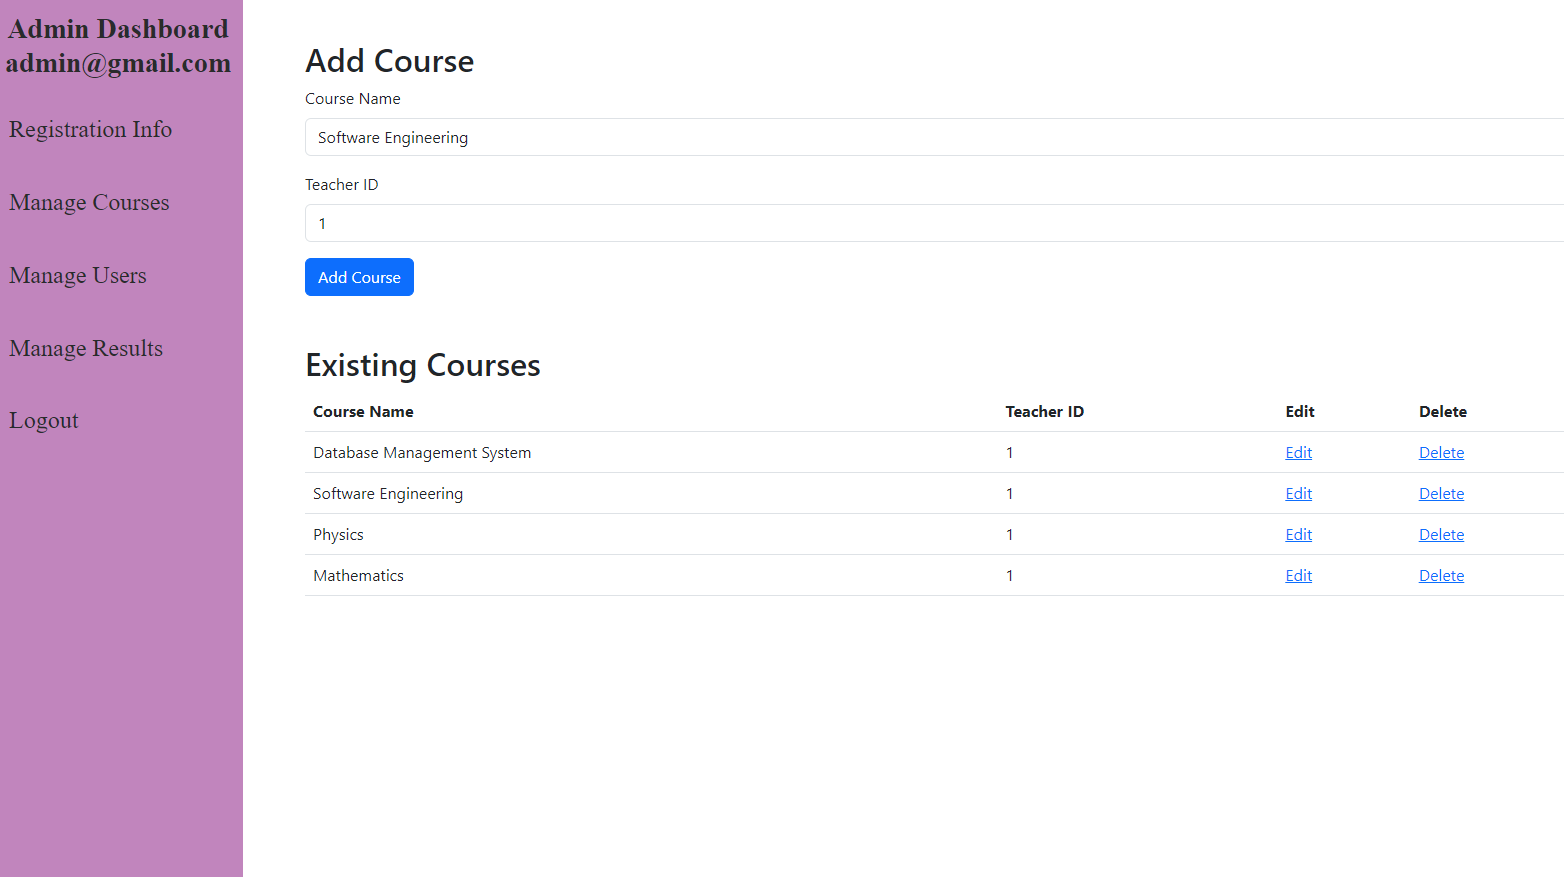 Admin Dashboard
admin@gmail.com
Registration Info
Manage Courses
Manage Users
Manage Results
Logout
Add Course
Course Name
Software Engineering
Teacher ID
1
Add Course
Existing Courses
Course Name Teacher ID Edit Delete
Database Management System 1 Edit Delete
Software Engineering 1 Edit Delete
Physics 1 Edit Delete
Mathematics 1 Edit Delete